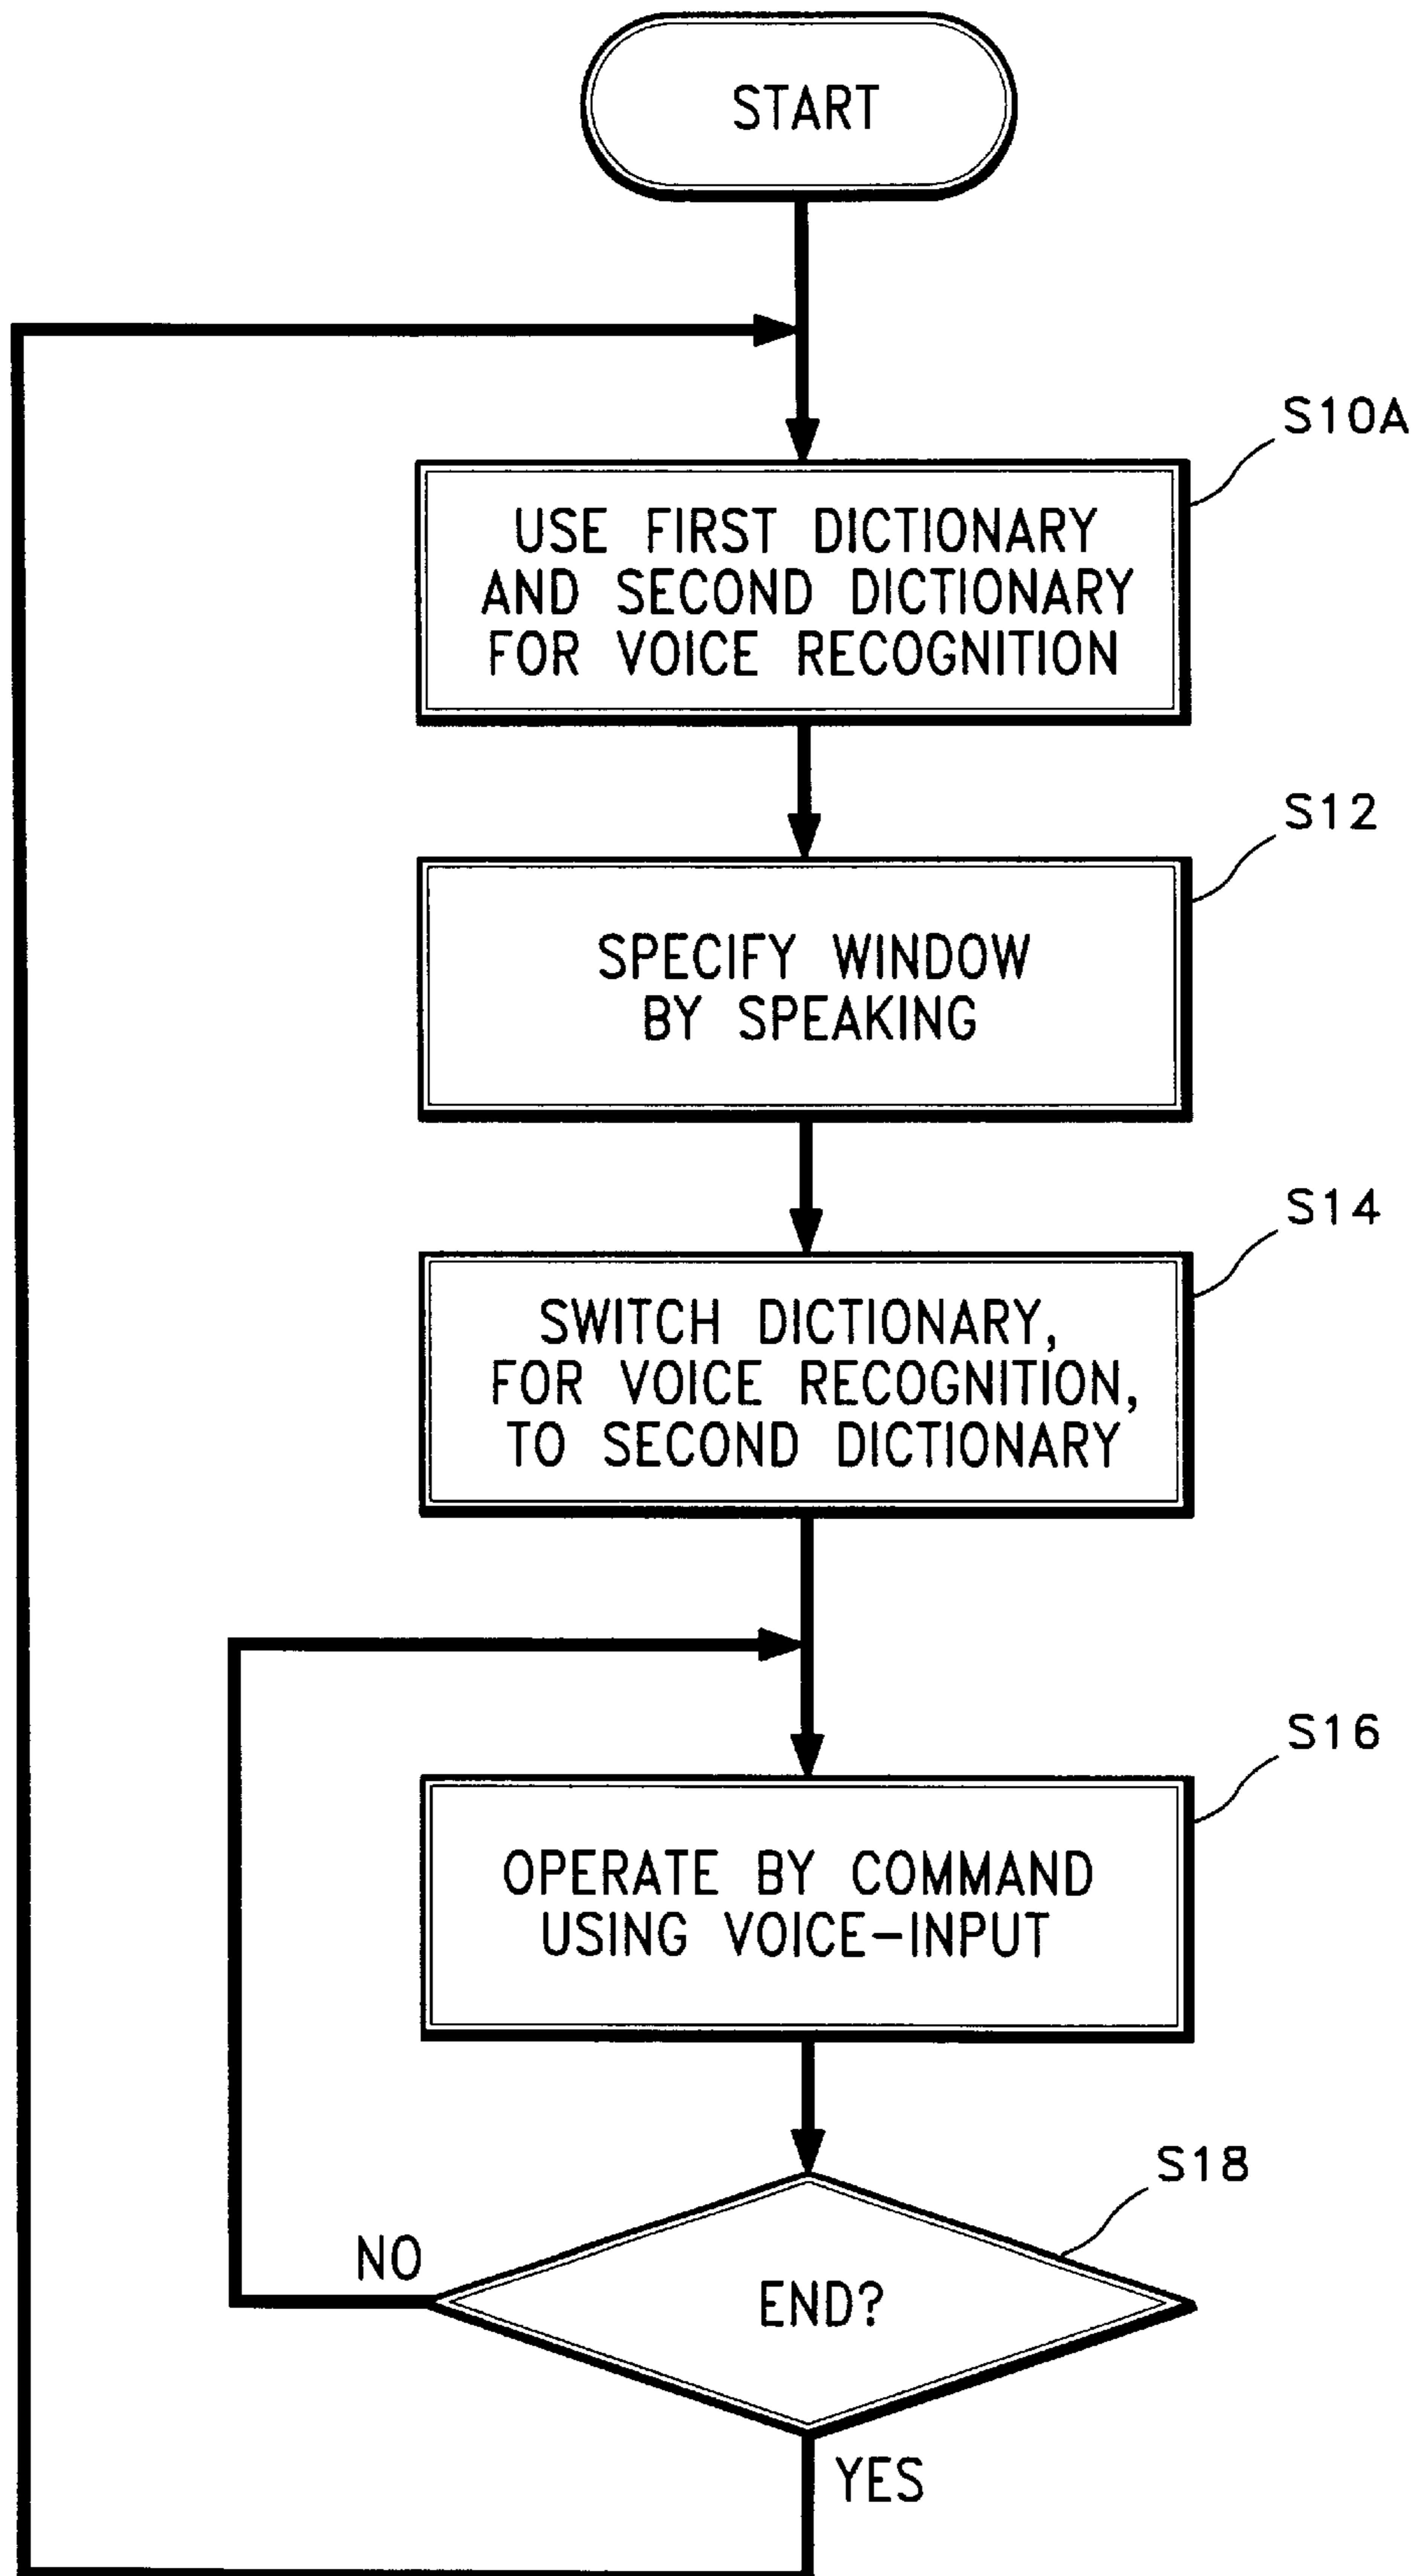 START
S10A
USE FIRST DICTIONARY
AND SECOND DICTIONARY
FOR VOICE RECOGNITION
S12
SPECIFY WINDOW
BY SPEAKING
S14
SWITCH DICTIONARY,
FOR VOICE RECOGNITION,
TO SECOND DICTIONARY
S16
OPERATE BY COMMAND
USING VOICE-INPUT
S18
NO
END?
YES